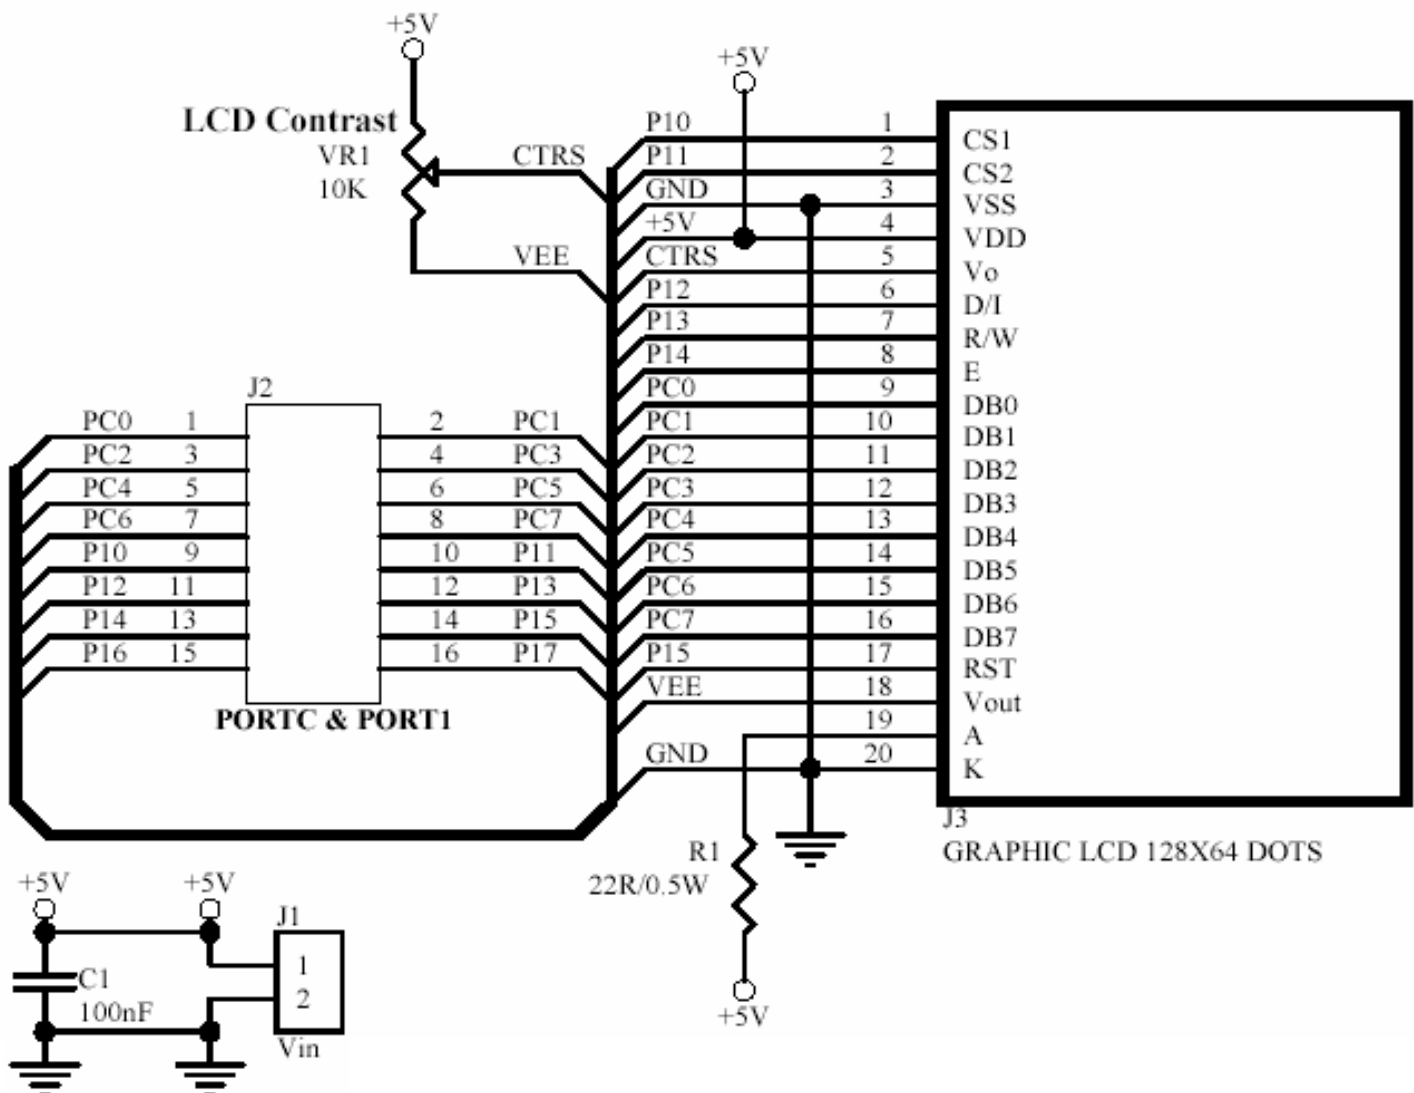 +5V
LCD Contrast
VR1
10K
CTRS
VEE
+5V
P10 1 CS1
P11 2 CS2
GND 3 VSS
+5V 4 VDD
CTRS 5 Vo
P12 6 D/I
P13 7 R/W
P14 8 E
PC0 9 DB0
PC1 10 DB1
PC2 11 DB2
PC3 12 DB3
PC4 13 DB4
PC5 14 DB5
PC6 15 DB6
PC7 16 DB7
P15 17 RST
VEE 18 Vout
19 A
GND 20 K
J3
GRAPHIC LCD 128X64 DOTS
J2
PC0 1 2 PC1
PC2 3 4 PC3
PC4 5 6 PC5
PC6 7 8 PC7
P10 9 10 P11
P12 11 12 P13
P14 13 14 P15
P16 15 16 P17
PORTC & PORT1
R1
22R/0.5W
+5V
+5V
+5V
J1
1
2
Vin
C1
100nF